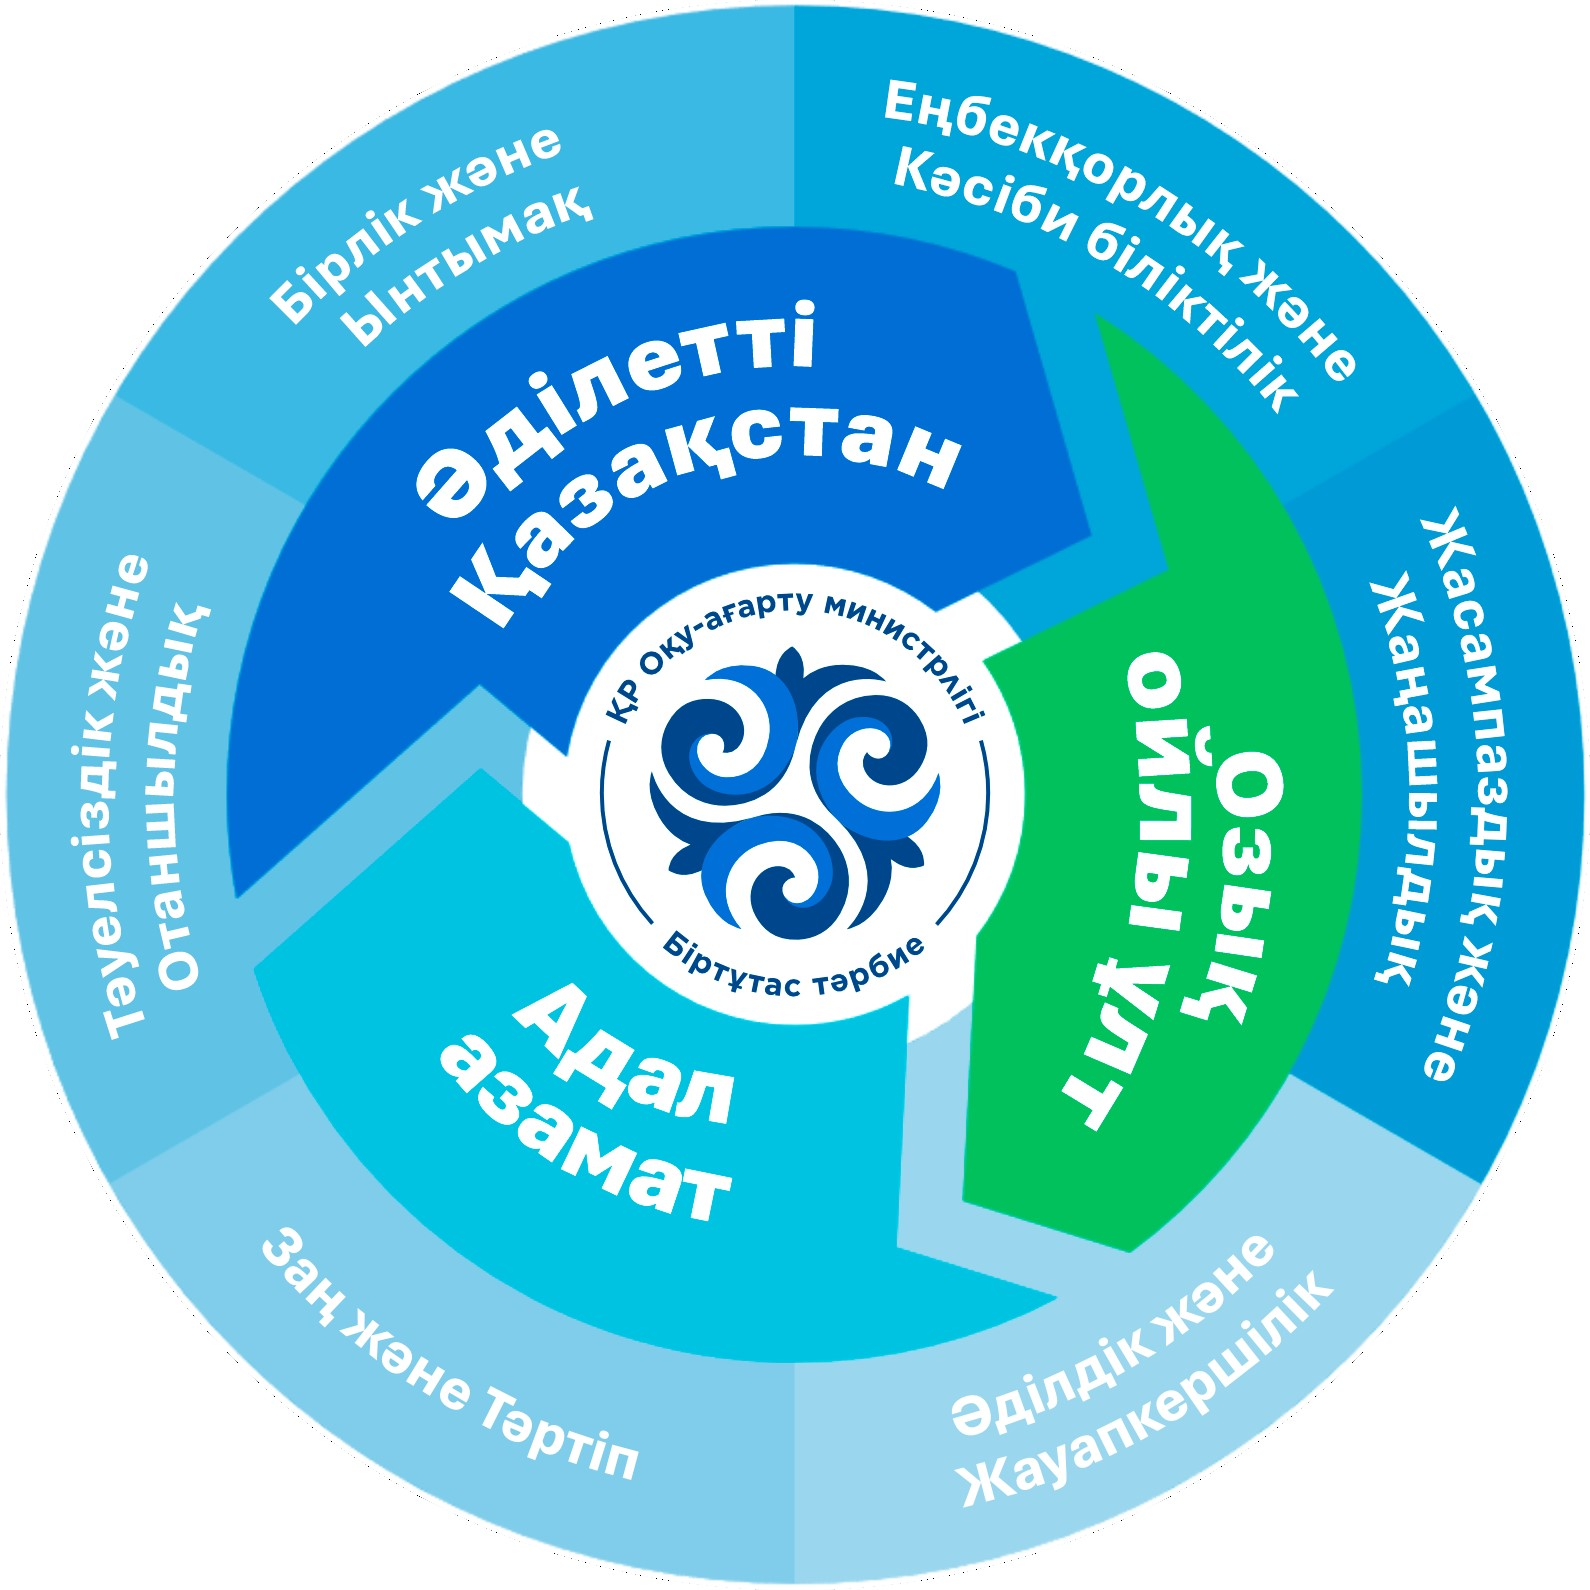 Бірлік және
Ынтымақ
Еңбекқорлық және
Кәсіби біліктілік
Жасампаздық және
Жаңашылдық
Әділдік және
Жауапкершілік
Заң және Тәртіп
Тәуелсіздік және
Отаншылдық
Әділетті
Қазақстан
Озық
ойлы ұлт
Адал
азамат
ҚР Оқу-ағарту министрлігі
Біртұтас тәрбие